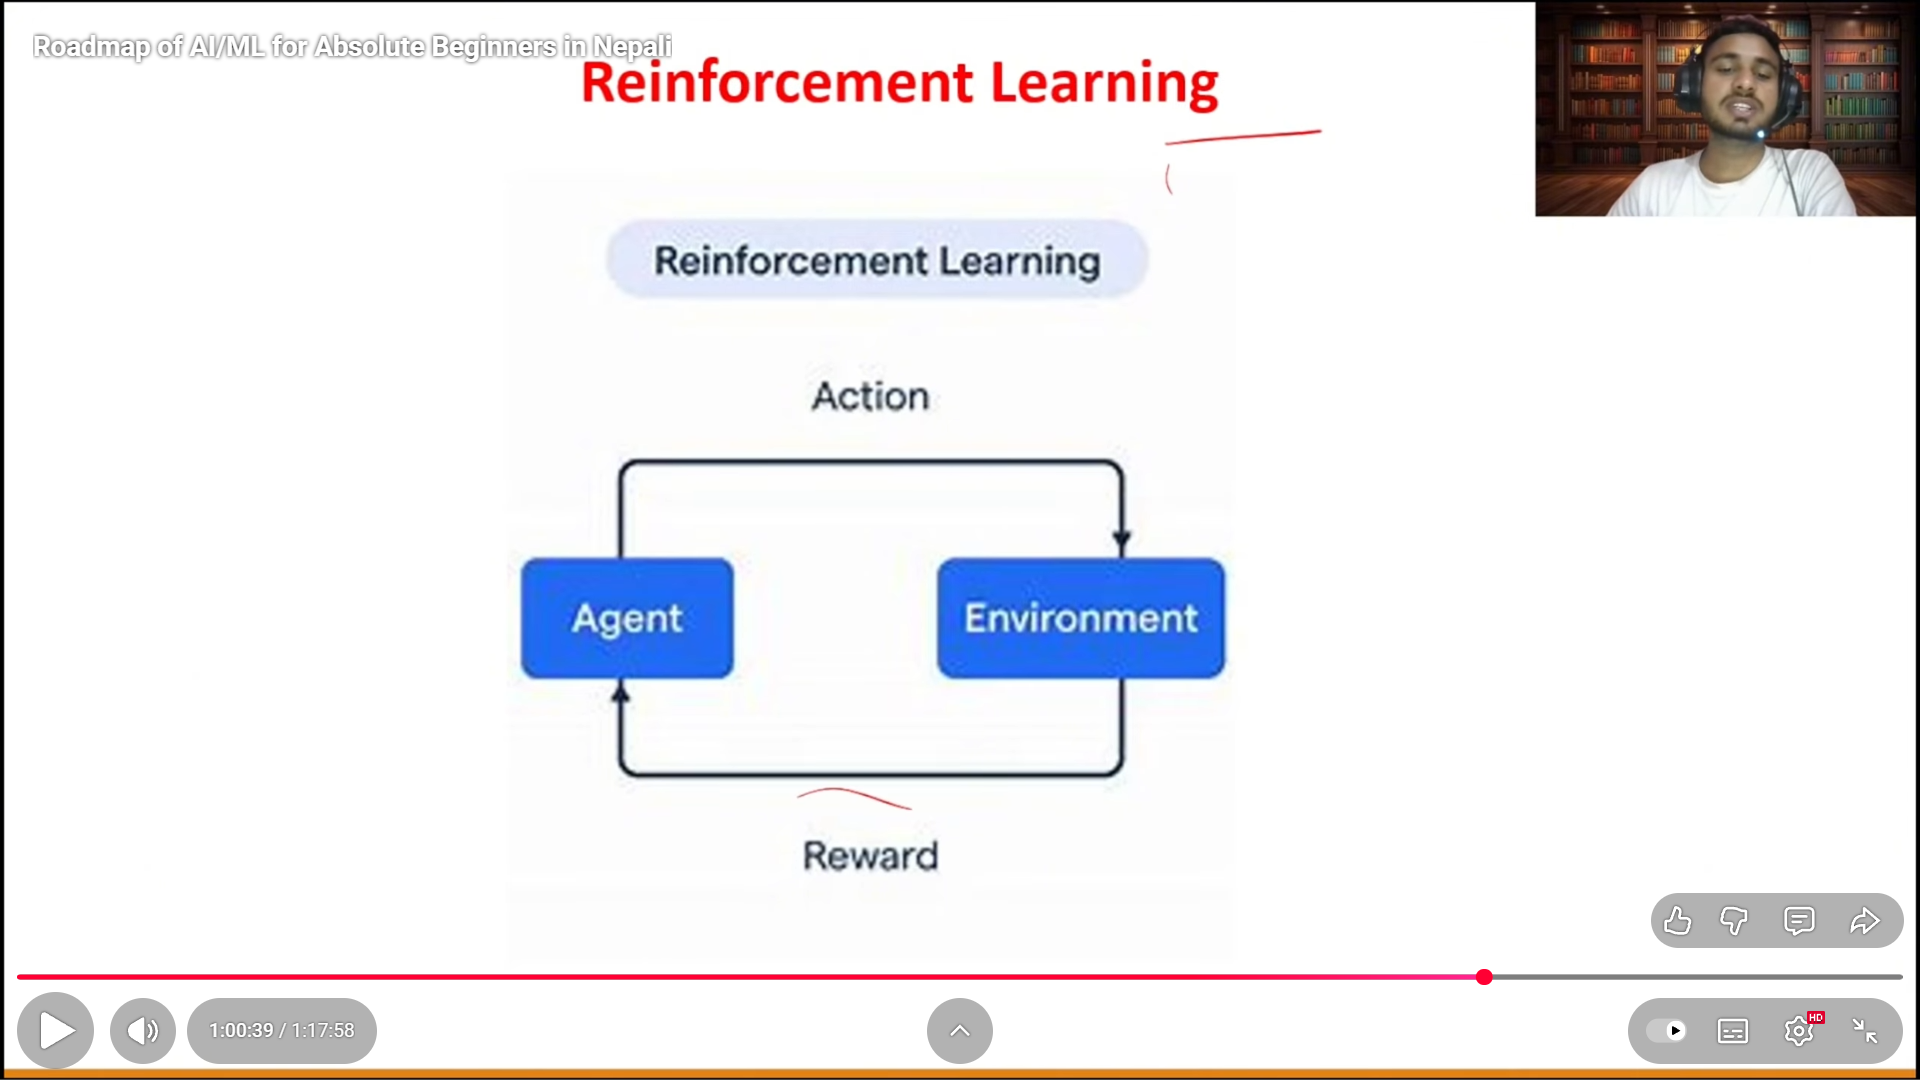 Roadmap of AI/ML for Absolute Beginners in Nepali
Reinforcement Learning
Reinforcement Learning
Action
Agent
Environment
Reward
1:00:39 / 1:17:58
HD